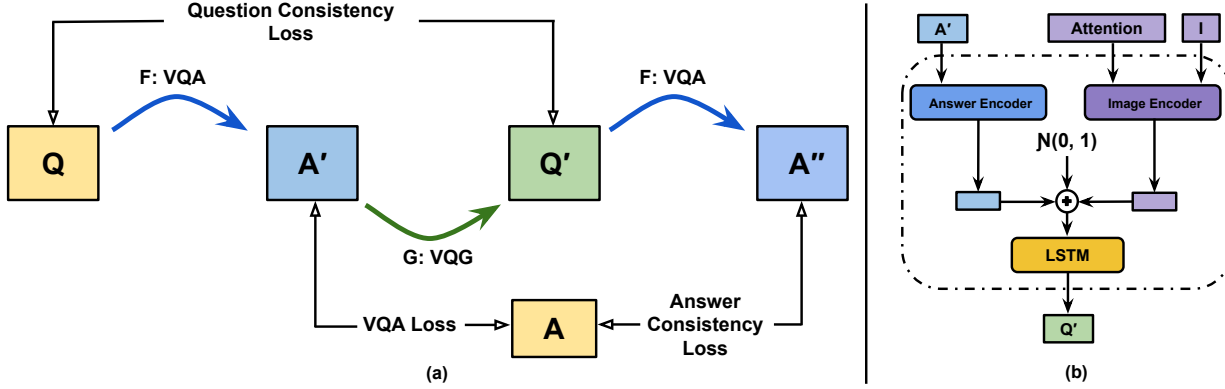 Question Consistency
Loss
F: VQA
F: VQA
Q
A′
Q′
A′′
G: VQG
VQA Loss
A
Answer
Consistency
Loss
(a)
A′
Attention
I
Answer Encoder
Image Encoder
N(0, 1)
+
LSTM
Q′
(b)